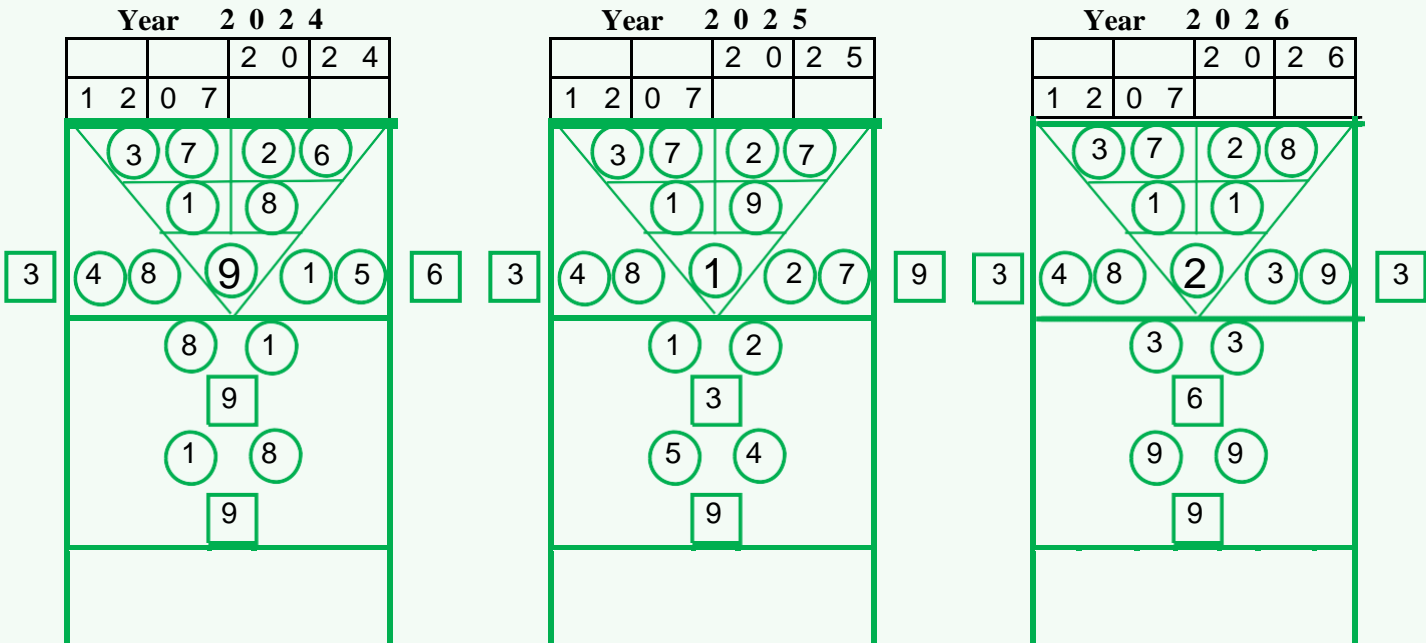 Year 2 0 2 4 Year 2 0 2 5 Year 2 0 2 6
2 0 2 4 2 0 2 5 2 0 2 6
1 2 0 7 1 2 0 7 1 2 0 7
3 7 2 6 3 7 2 7 3 7 2 8
1 8 1 9 1 1
3 4 8 9 1 5 6 3 4 8 1 2 7 9 3 4 8 2 3 9 3
8 1 1 2 3 3
9 3 6
1 8 5 4 9 9
9 9 9